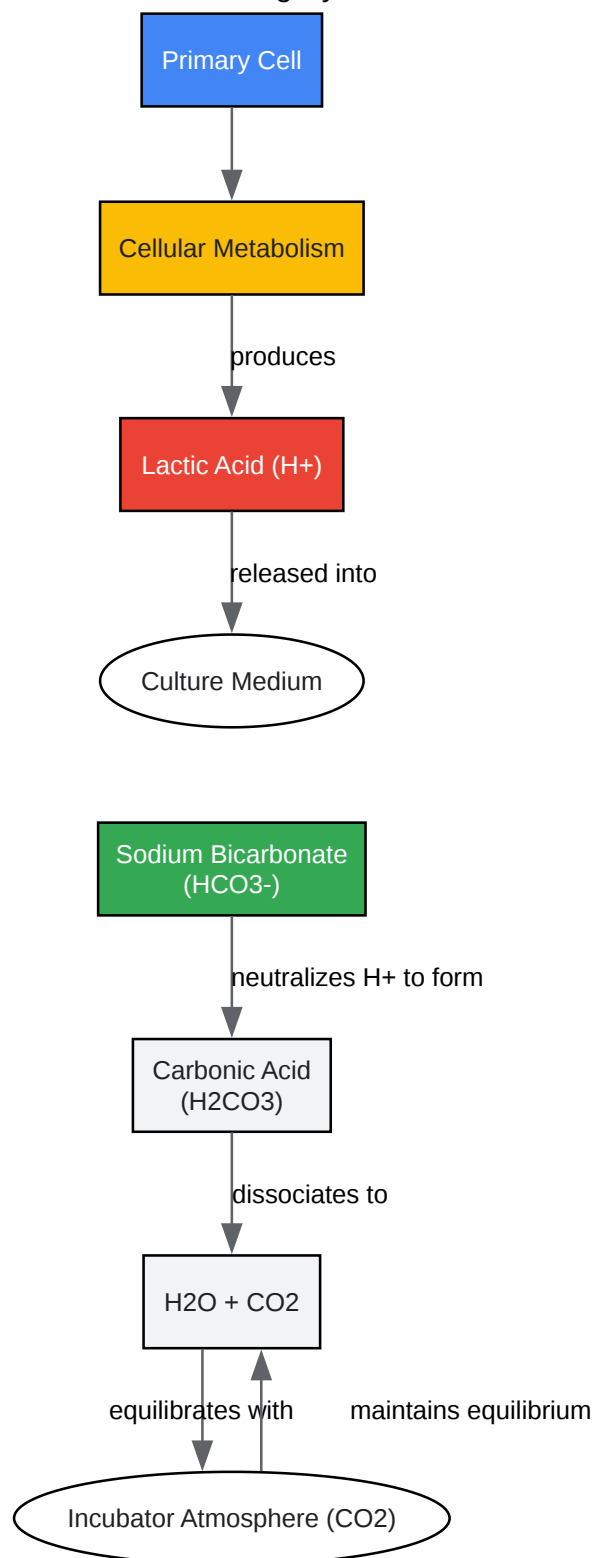 Primary Cell
Cellular Metabolism
produces
Lactic Acid (H+)
released into
Culture Medium
Sodium Bicarbonate
(HCO3-)
neutralizes H+ to form
Carbonic Acid
(H2CO3)
dissociates to
H2O + CO2
equilibrates with
maintains equilibrium
Incubator Atmosphere (CO2)